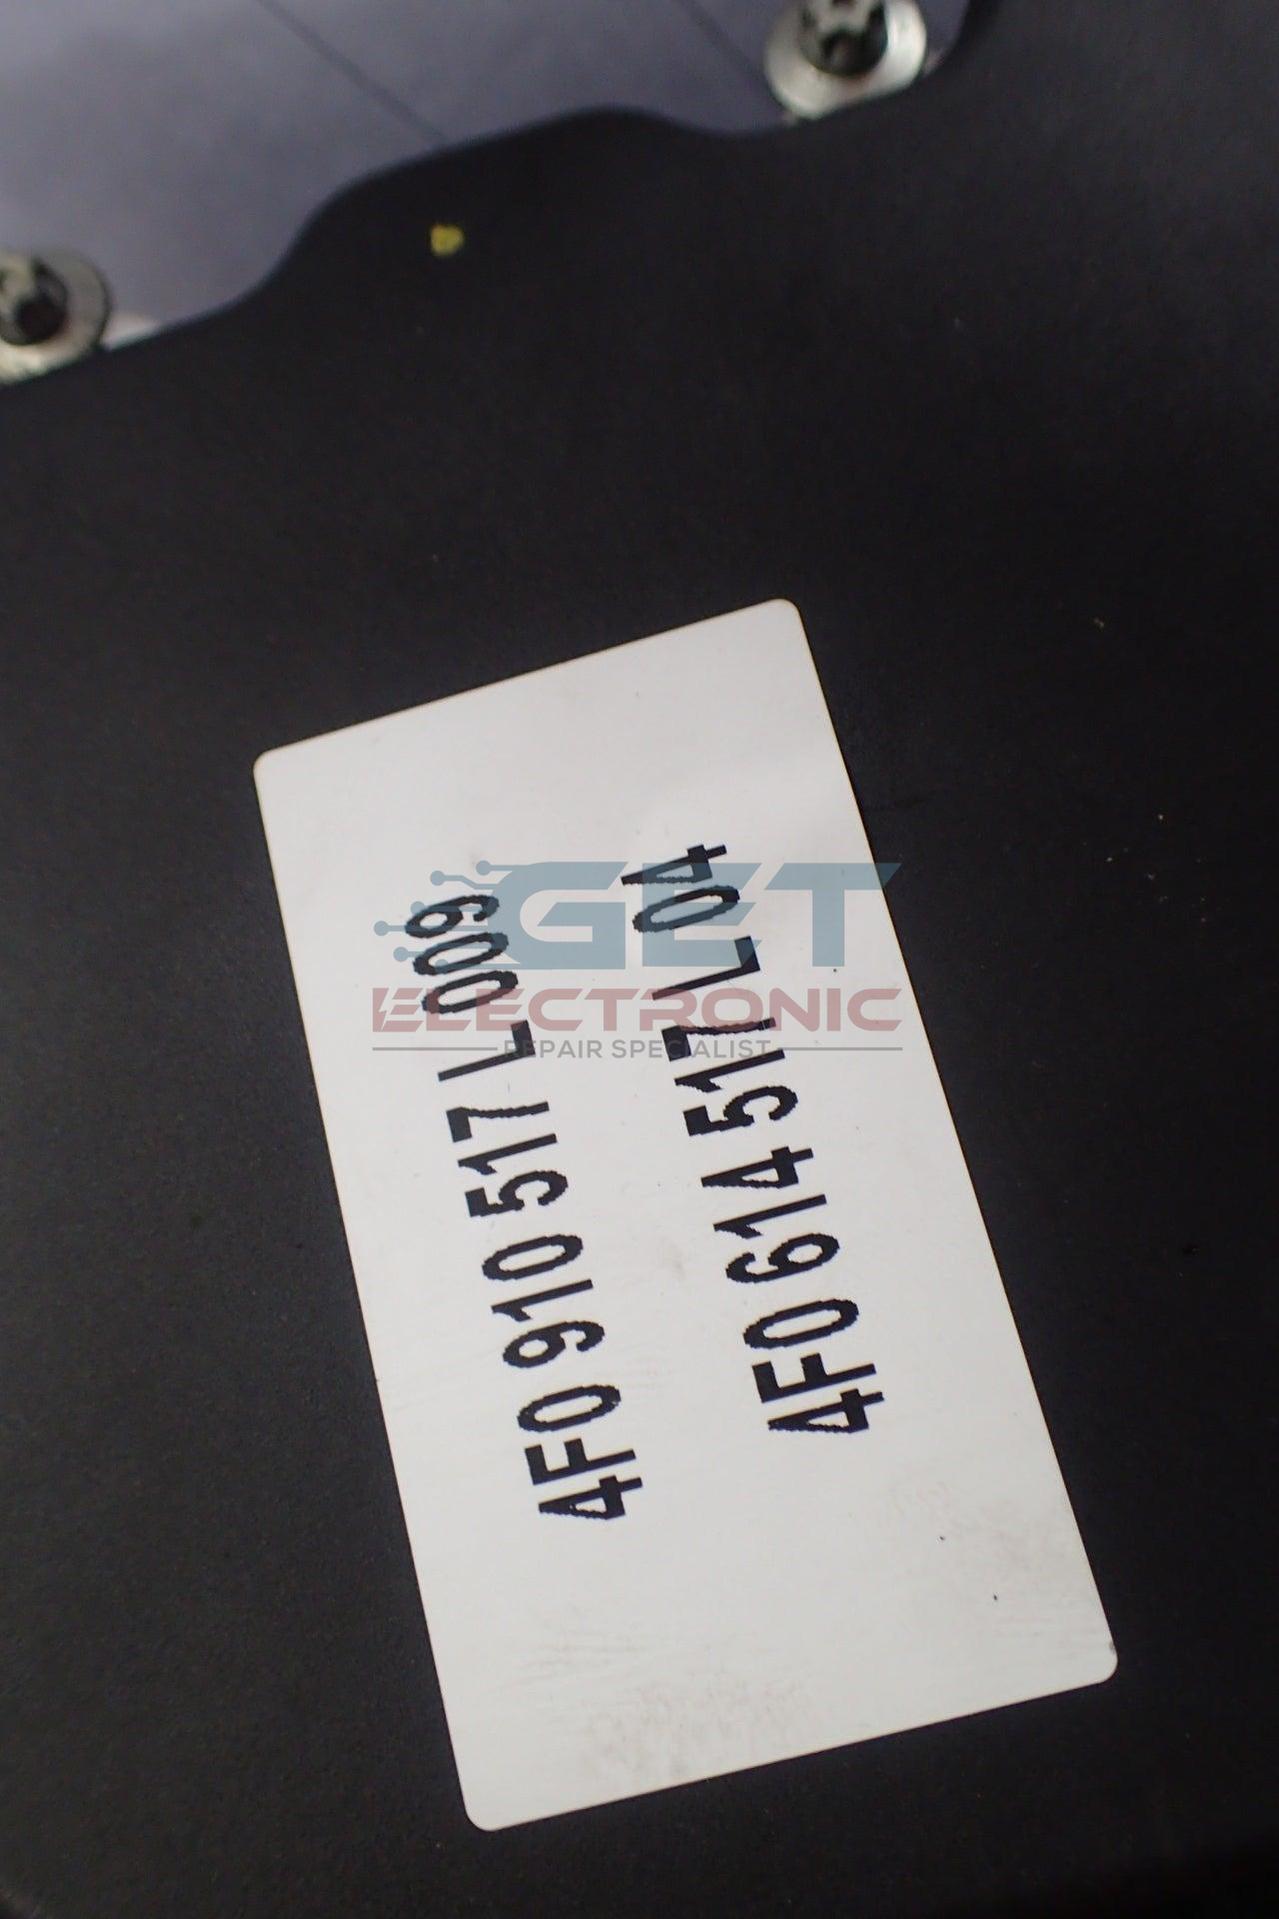 4F0 910 517 L 009
4F0 614 517 L 04
GET
ELECTRONIC
REPAIR SPECIALIST